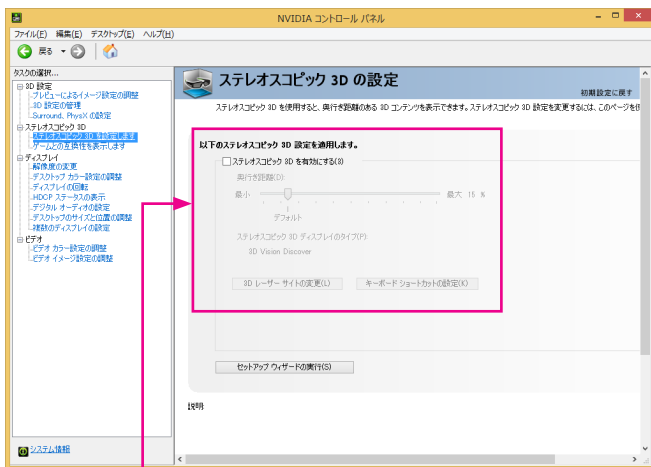 NVIDIA コントロール パネル
ファイル(F) 編集(E) デスクトップ(T) ヘルプ(H)
戻る
タスクの選択...
3D 設定
プレビューによるイメージ設定の調整
3D 設定の管理
Surround、PhysX の設定
ステレオスコピック 3D
ステレオスコピック 3D を設定します
ゲームとの互換性を表示します
ディスプレイ
解像度の変更
デスクトップ カラー設定の調整
ディスプレイの回転
HDCP ステータスの表示
デジタル オーディオの設定
デスクトップのサイズと位置の調整
複数のディスプレイの設定
ビデオ
ビデオ カラー設定の調整
ビデオ イメージ設定の調整
システム情報
ステレオスコピック 3D の設定
初期設定に戻す
ステレオスコピック 3D を使用すると、奥行き距離のある 3D コンテンツを表示できます。ステレオスコピック 3D 設定を変更するには、このページを
以下のステレオスコピック 3D 設定を適用します。
ステレオスコピック 3D を有効にする(3)
奥行き距離(D):
最小 最大 15 %
デフォルト
ステレオスコピック 3D ディスプレイのタイプ(P):
3D Vision Discover
3D レーザー サイトの変更(L) キーボード ショートカットの設定(K)
セットアップ ウィザードの実行(S)
説明: